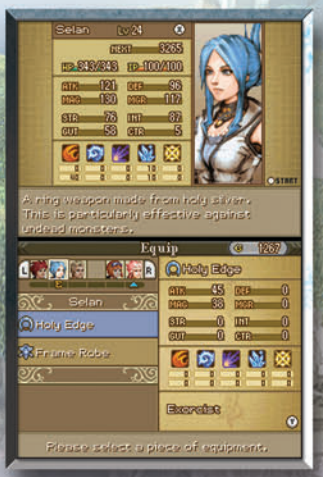 Selan Lv 24 X
NEXT 3265
HP 343/343 IP 100/100
ATK 121 DEF 96
MAG 130 MGR 117
STR 76 INT 87
GUT 58 CTR 5
START
A ring weapon made from holy silver.
This is particularly effective against
undead monsters.
Equip G 1267
L R
Selan
Holy Edge
Frame Robe
Holy Edge
ATK 45 DEF 0
MAG 38 MGR 0
STR 0 INT 0
GUT 0 CTR 0
Exorcist
Y
Please select a piece of equipment.